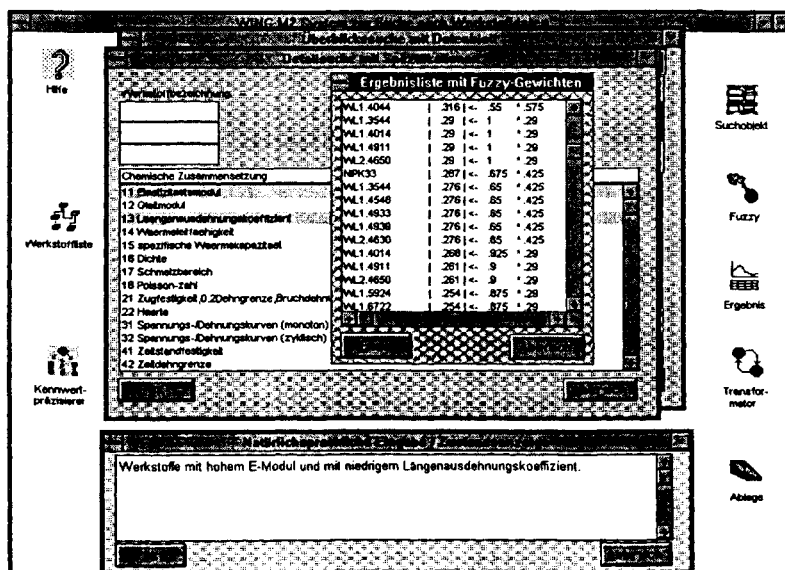 WING-M2
Ergebnisliste mit Fuzzy-Gewichten
Hilfe
Werkstoffbezeichnung
WL1.4044 | .316 | <- .55 * .575
WL1.3544 | .29 | <- 1 * .29
WL1.4014 | .29 | <- 1 * .29
WL1.4911 | .29 | <- 1 * .29
WL2.4650 | .29 | <- 1 * .29
NPK33 | .287 | <- .675 * .425
WL1.3544 | .276 | <- .65 * .425
WL1.4546 | .276 | <- .65 * .425
WL1.4933 | .276 | <- .65 * .425
WL1.4939 | .276 | <- .65 * .425
WL2.4630 | .276 | <- .65 * .425
WL1.4014 | .268 | <- .925 * .29
WL1.4911 | .261 | <- .9 * .29
WL2.4650 | .261 | <- .9 * .29
WL1.5924 | .254 | <- .875 * .29
WL1.6722 | .254 | <- .875 * .29
Chemische Zusammensetzung
11 Elastizitaetsmodul
12 Gleitmodul
13 Laengenausdehnungskoeffizient
14 Waermeleitfaehigkeit
15 spezifische Waermekapazitaet
16 Dichte
17 Schmelzbereich
18 Poisson-zahl
21 Zugfestigkeit,0.2Dehngrenze,Bruchdehn
22 Haerte
31 Spannungs-/Dehnungskurven (monoton)
32 Spannungs-/Dehnungskurven (zyklisch)
41 Zeitstandfestigkeit
42 Zeitdehngrenze
Werkstoffliste
Kennwert-
präzisierer
Suchobjekt
Fuzzy
Ergebnis
Transfor-
mator
Ablage
Werkstoffe mit hohem E-Modul und mit niedrigem Längenausdehnungskoeffizient.